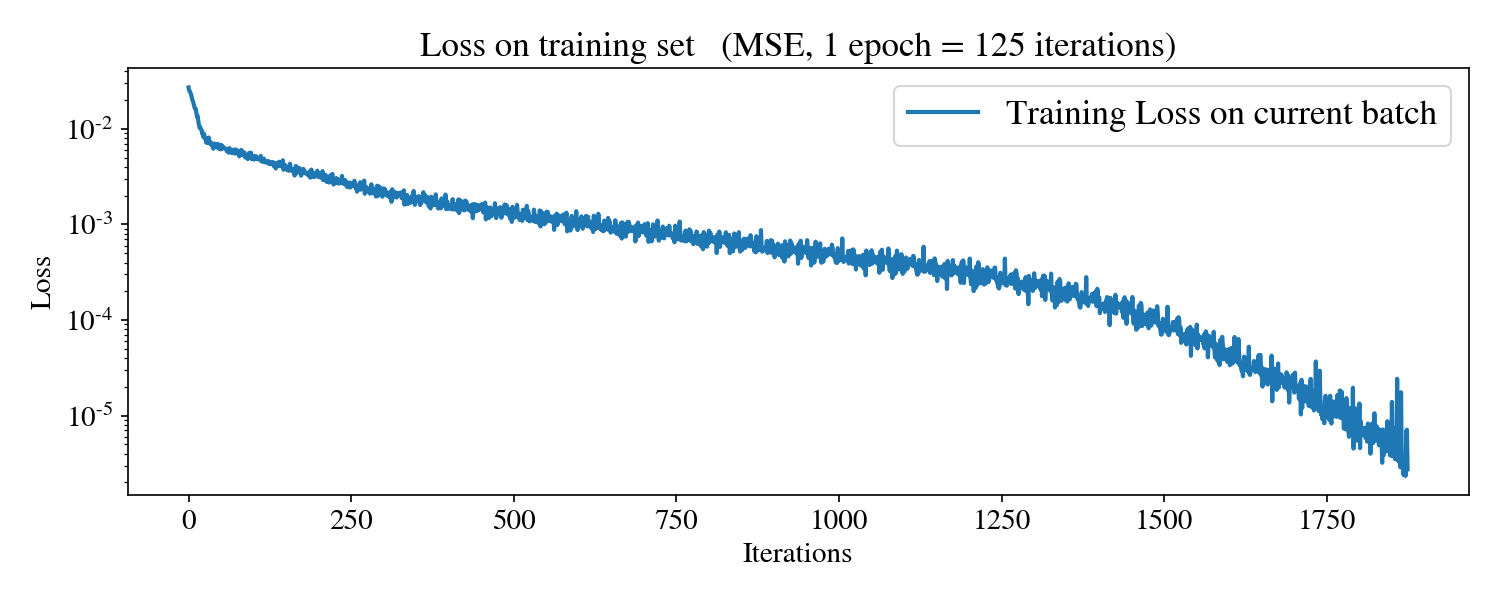 Loss on training set (MSE, 1 epoch = 125 iterations)
Training Loss on current batch
Loss
10-2
10-3
10-4
10-5
0 250 500 750 1000 1250 1500 1750
Iterations